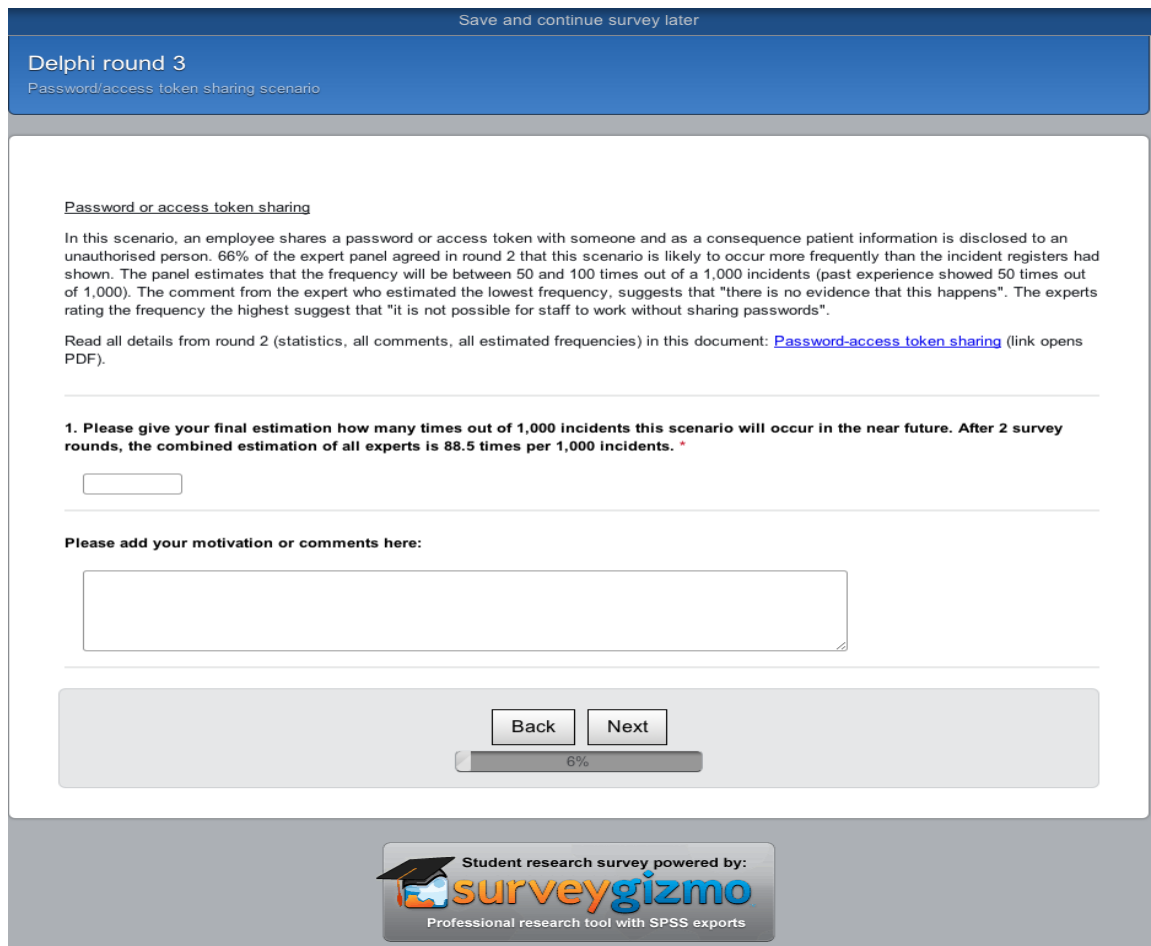 Save and continue survey later
Delphi round 3
Password/access token sharing scenario
Password or access token sharing
In this scenario, an employee shares a password or access token with someone and as a consequence patient information is disclosed to an
unauthorised person. 66% of the expert panel agreed in round 2 that this scenario is likely to occur more frequently than the incident registers had
shown. The panel estimates that the frequency will be between 50 and 100 times out of a 1,000 incidents (past experience showed 50 times out
of 1,000). The comment from the expert who estimated the lowest frequency, suggests that "there is no evidence that this happens". The experts
rating the frequency the highest suggest that "it is not possible for staff to work without sharing passwords".
Read all details from round 2 (statistics, all comments, all estimated frequencies) in this document: Password-access token sharing (link opens
PDF).
1. Please give your final estimation how many times out of 1,000 incidents this scenario will occur in the near future. After 2 survey
rounds, the combined estimation of all experts is 88.5 times per 1,000 incidents. *
Please add your motivation or comments here:
Back Next
6%
Student research survey powered by:
surveygizmo
Professional research tool with SPSS exports